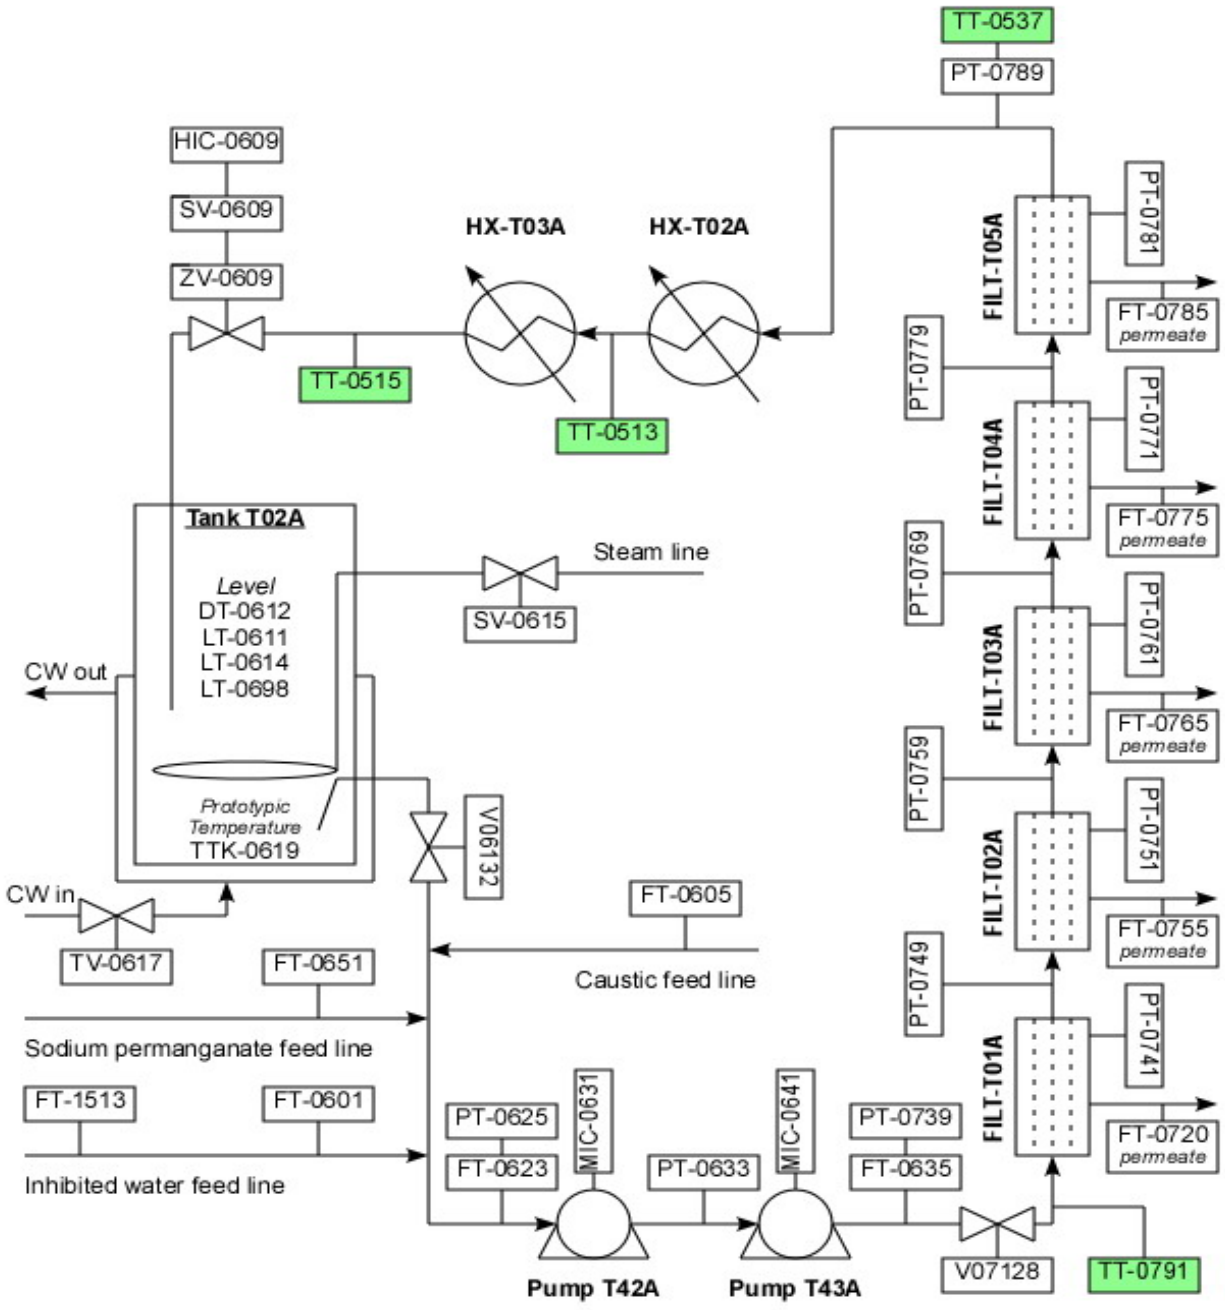 TT-0537
PT-0789
HIC-0609
SV-0609
ZV-0609
HX-T03A
HX-T02A
TT-0515
TT-0513
PT-0781
FILT-T05A
FT-0785
permeate
PT-0779
PT-0771
FILT-T04A
FT-0775
permeate
PT-0769
PT-0761
FILT-T03A
FT-0765
permeate
PT-0759
PT-0751
FILT-T02A
FT-0755
permeate
PT-0749
PT-0741
FILT-T01A
FT-0720
permeate
Tank T02A
Level
DT-0612
LT-0611
LT-0614
LT-0698
Steam line
SV-0615
CW out
Prototypic
Temperature
TTK-0619
V06132
CW in
TV-0617
FT-0605
Caustic feed line
FT-0651
Sodium permanganate feed line
FT-1513
FT-0601
Inhibited water feed line
PT-0625
FT-0623
MIC-0631
PT-0633
MIC-0641
PT-0739
FT-0635
Pump T42A
Pump T43A
V07128
TT-0791